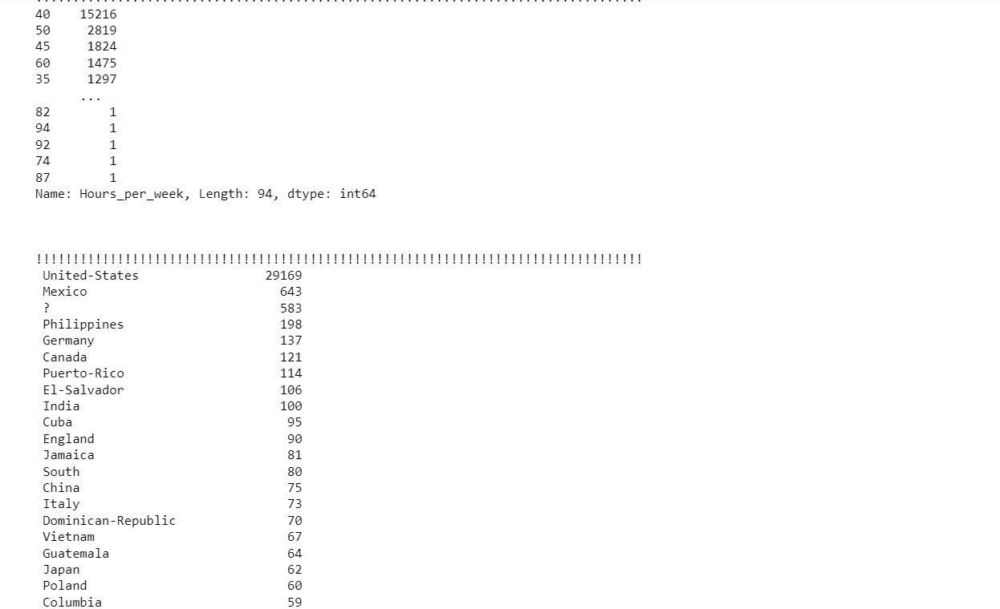 40 15216
50 2819
45 1824
60 1475
35 1297
...
82 1
94 1
92 1
74 1
87 1
Name: Hours_per_week, Length: 94, dtype: int64
!!!!!!!!!!!!!!!!!!!!!!!!!!!!!!!!!!!!!!!!!!!!!!!!!!!!!!!!!!!!!!!!!!!!!!!!!!!!!!!!!!
United-States 29169
Mexico 643
? 583
Philippines 198
Germany 137
Canada 121
Puerto-Rico 114
El-Salvador 106
India 100
Cuba 95
England 90
Jamaica 81
South 80
China 75
Italy 73
Dominican-Republic 70
Vietnam 67
Guatemala 64
Japan 62
Poland 60
Columbia 59